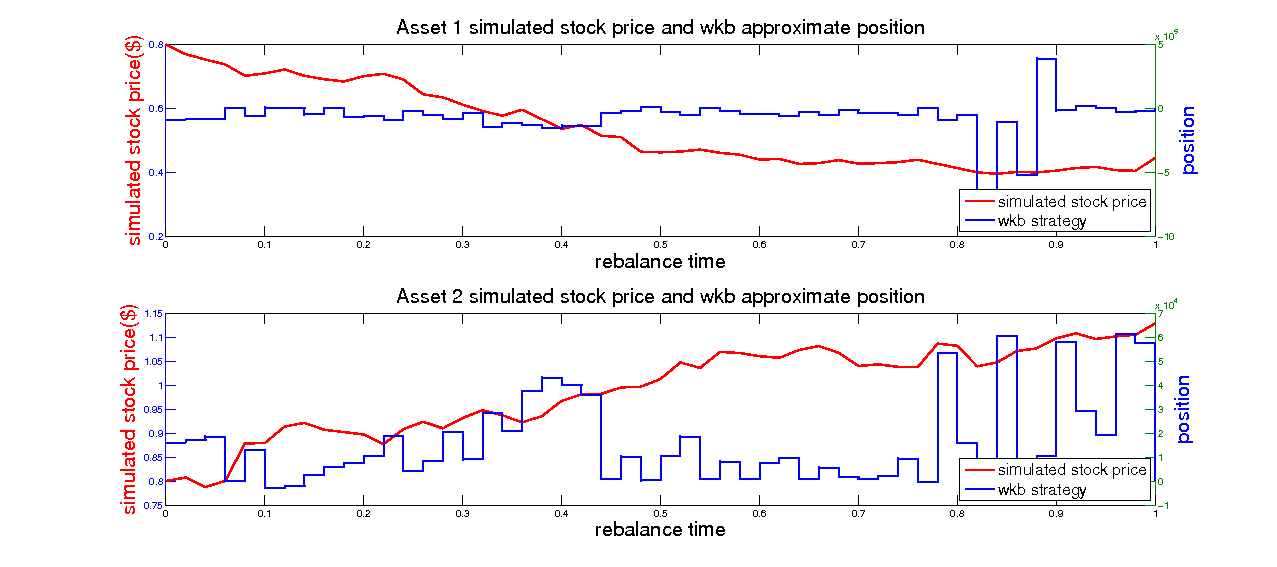 Asset 1 simulated stock price and wkb approximate position
simulated stock price($)
0.8
0.6
0.4
0.2
x 10^5
5
0
-5
-10
position
simulated stock price
wkb strategy
0 0.1 0.2 0.3 0.4 0.5 0.6 0.7 0.8 0.9 1
rebalance time
Asset 2 simulated stock price and wkb approximate position
simulated stock price($)
1.15
1.1
1.05
1
0.95
0.9
0.85
0.8
0.75
x 10^4
7
6
5
4
3
2
1
0
-1
position
simulated stock price
wkb strategy
0 0.1 0.2 0.3 0.4 0.5 0.6 0.7 0.8 0.9 1
rebalance time